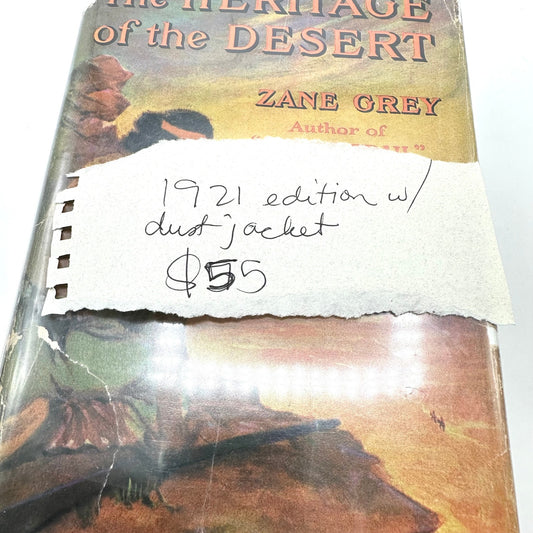 The HERITAGE
of the DESERT
ZANE GREY
Author of
1921 edition w/
dust jacket
$55